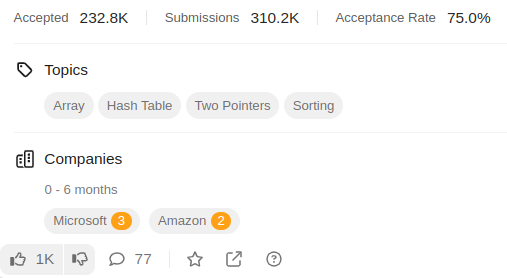 Accepted 232.8K Submissions 310.2K Acceptance Rate 75.0%
Topics
Array Hash Table Two Pointers Sorting
Companies
0 - 6 months
Microsoft 3 Amazon 2
1K 77